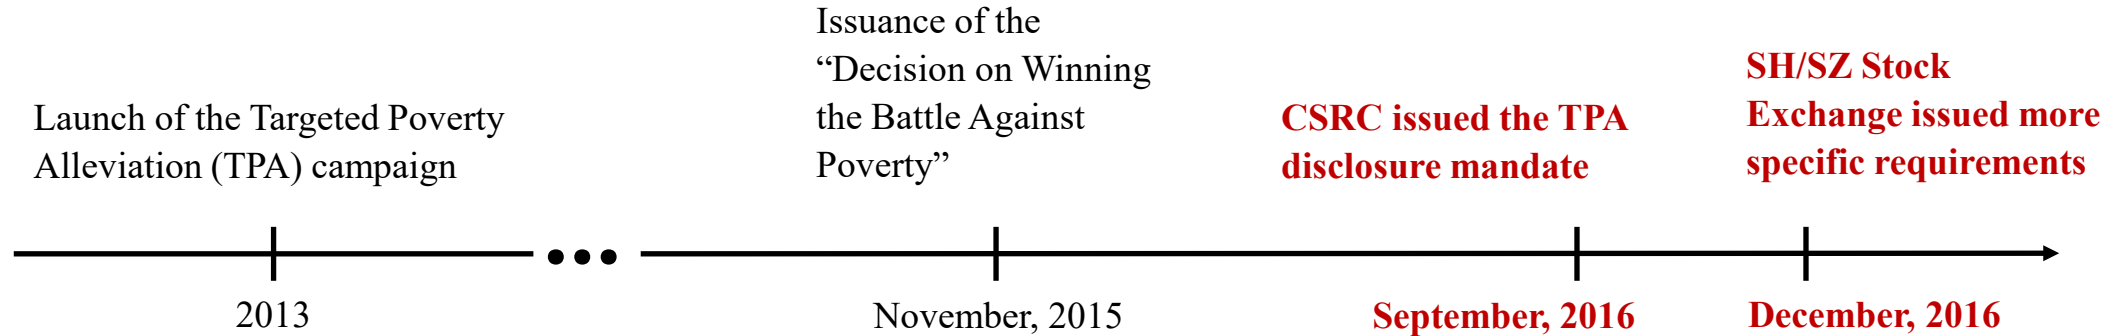 Launch of the Targeted Poverty
Alleviation (TPA) campaign
2013
Issuance of the
“Decision on Winning
the Battle Against
Poverty”
November, 2015
CSRC issued the TPA
disclosure mandate
September, 2016
SH/SZ Stock
Exchange issued more
specific requirements
December, 2016